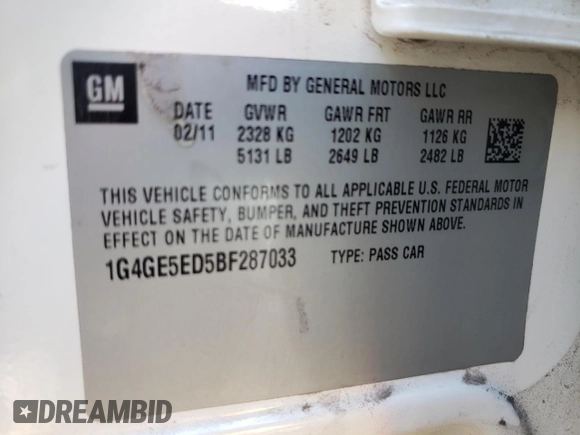 GM
MFD BY GENERAL MOTORS LLC
DATE GVWR GAWR FRT GAWR RR
02/11 2328 KG 1202 KG 1126 KG
5131 LB 2649 LB 2482 LB
THIS VEHICLE CONFORMS TO ALL APPLICABLE U.S. FEDERAL MOTOR
VEHICLE SAFETY, BUMPER, AND THEFT PREVENTION STANDARDS IN
EFFECT ON THE DATE OF MANUFACTURE SHOWN ABOVE.
1G4GE5ED5BF287033 TYPE: PASS CAR
DREAMBID